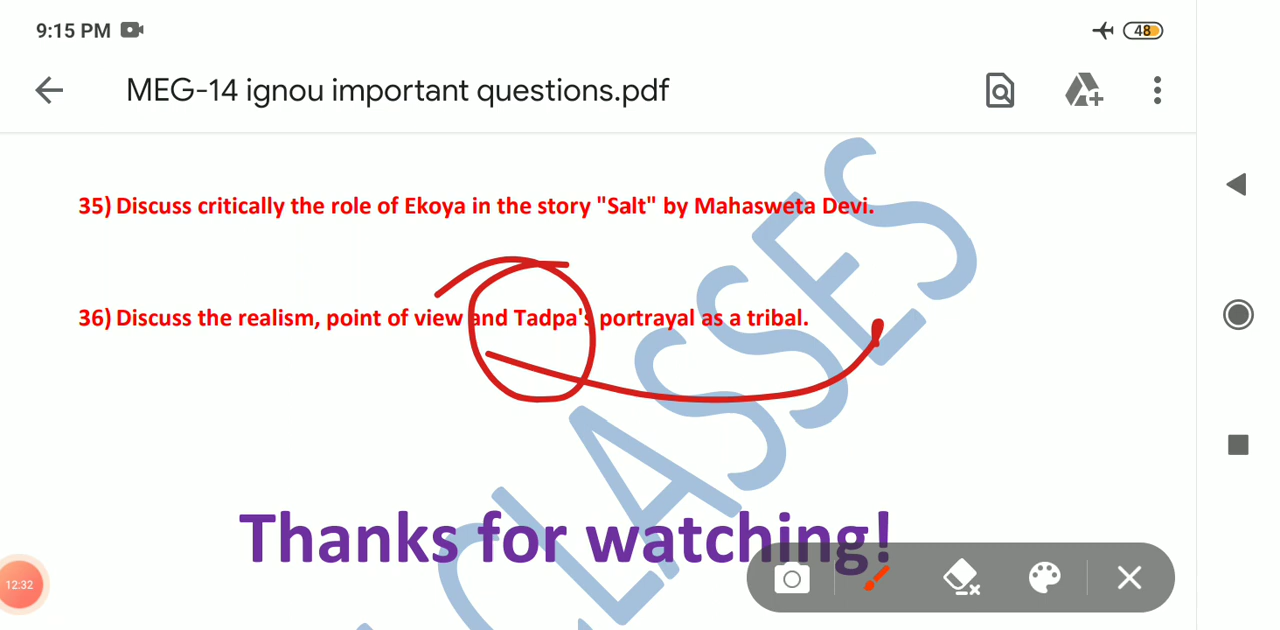 9:15 PM
48
MEG-14 ignou important questions.pdf
35) Discuss critically the role of Ekoya in the story "Salt" by Mahasweta Devi.
36) Discuss the realism, point of view and Tadpa's portrayal as a tribal.
CLASSES
Thanks for watching!
12:32